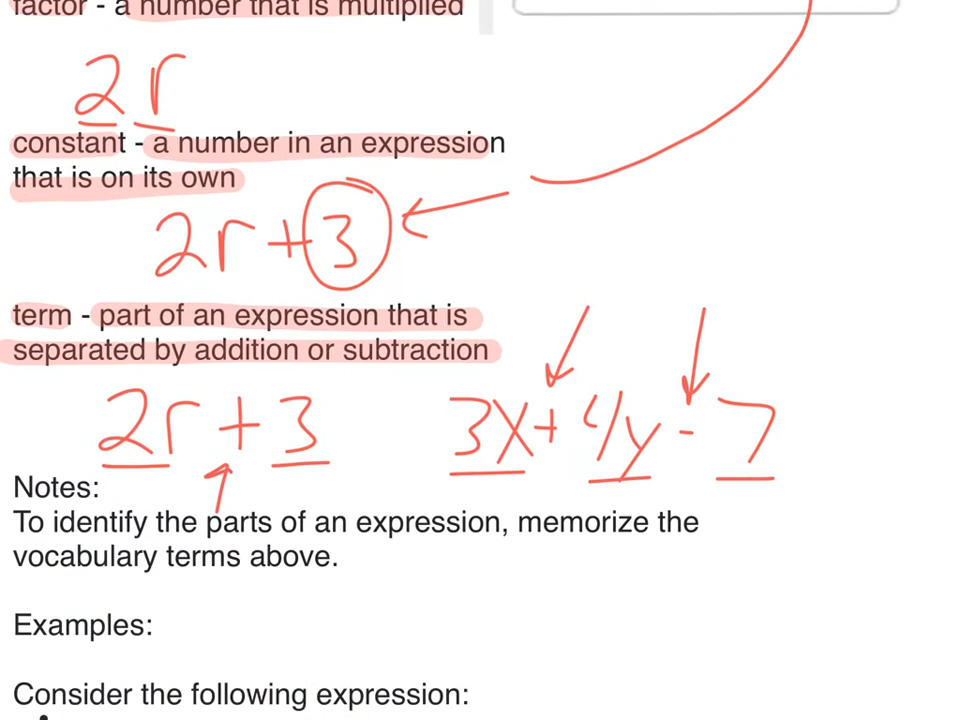 factor - a number that is multiplied
2r
constant - a number in an expression
that is on its own
2r + 3
term - part of an expression that is
separated by addition or subtraction
2r + 3 3x + 4y - 7
Notes:
To identify the parts of an expression, memorize the
vocabulary terms above.
Examples:
Consider the following expression: